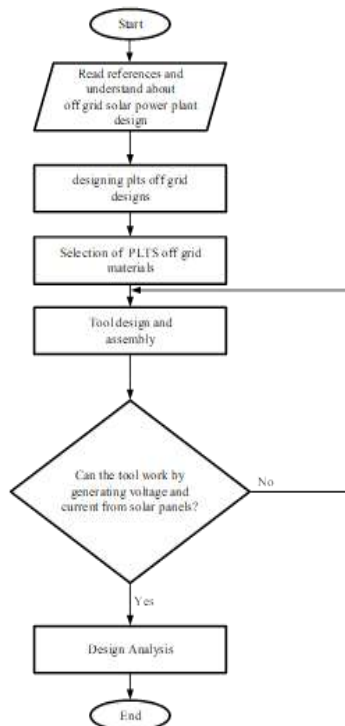 Start
Read references and
understand about
off grid solar power plant
design
designing plts off grid
designs
Selection of PLTS off grid
materials
Tool design and
assembly
Can the tool work by
generating voltage and
current from solar panels?
No
Yes
Design Analysis
End